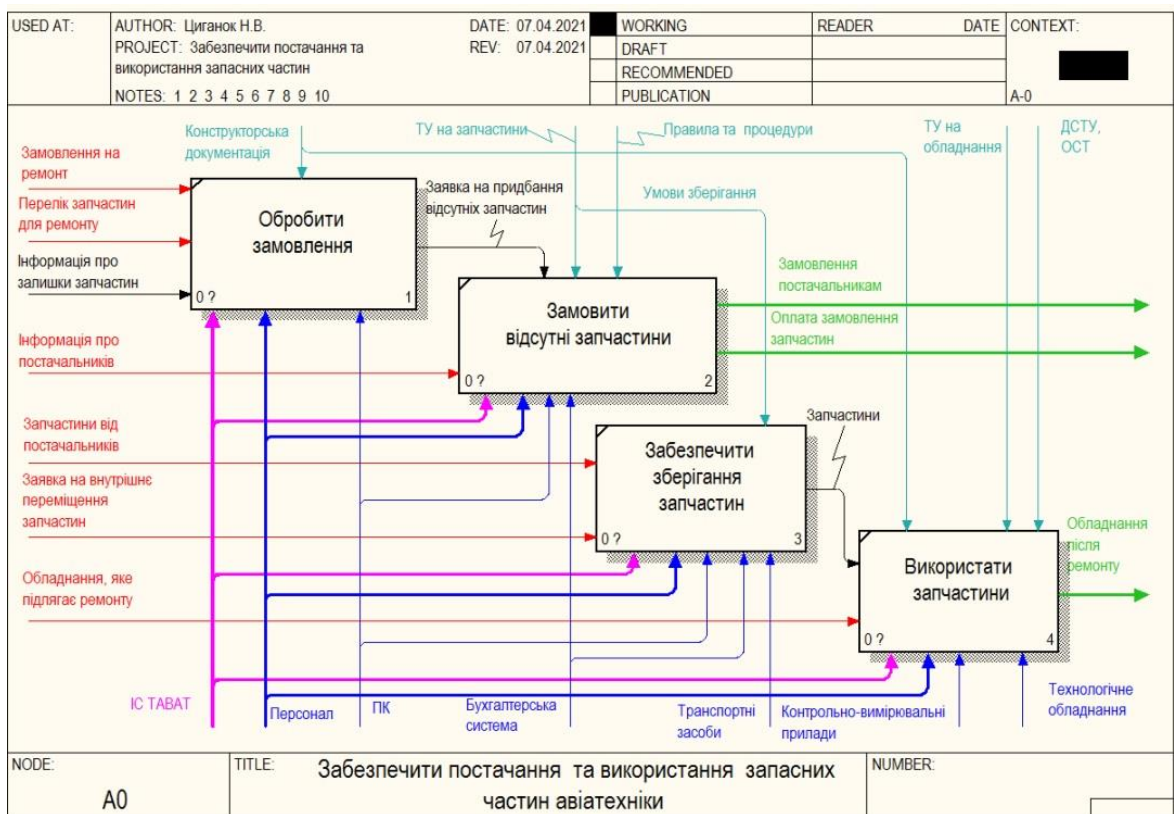 USED AT:
AUTHOR: Циганок Н.В.
DATE: 07.04.2021
PROJECT: Забезпечити постачання та
використання запасних частин
REV: 07.04.2021
NOTES: 1 2 3 4 5 6 7 8 9 10
WORKING
DRAFT
RECOMMENDED
PUBLICATION
READER
DATE
CONTEXT:
A-0
Конструкторська
документація
ТУ на запчастини
Правила та процедури
ТУ на
обладнання
ДСТУ,
ОСТ
Замовлення на
ремонт
Перелік запчастин
для ремонту
Інформація про
залишки запчастин
Обробити
замовлення
0 ?
1
Заявка на придбання
відсутніх запчастин
Умови зберігання
Замовити
відсутні запчастини
0 ?
2
Замовлення
постачальникам
Оплата замовлення
запчастин
Інформація про
постачальників
Запчастини від
постачальників
Заявка на внутрішнє
переміщення
запчастин
Забезпечити
зберігання
запчастин
0 ?
3
Запчастини
Обладнання, яке
підлягає ремонту
Використати
запчастини
0 ?
4
Обладнання
після
ремонту
ІС ТАВАТ
Персонал
ПК
Бухгалтерська
система
Транспортні
засоби
Контрольно-вимірювальні
прилади
Технологічне
обладнання
NODE:
A0
TITLE:
Забезпечити постачання та використання запасних
частин авіатехніки
NUMBER: